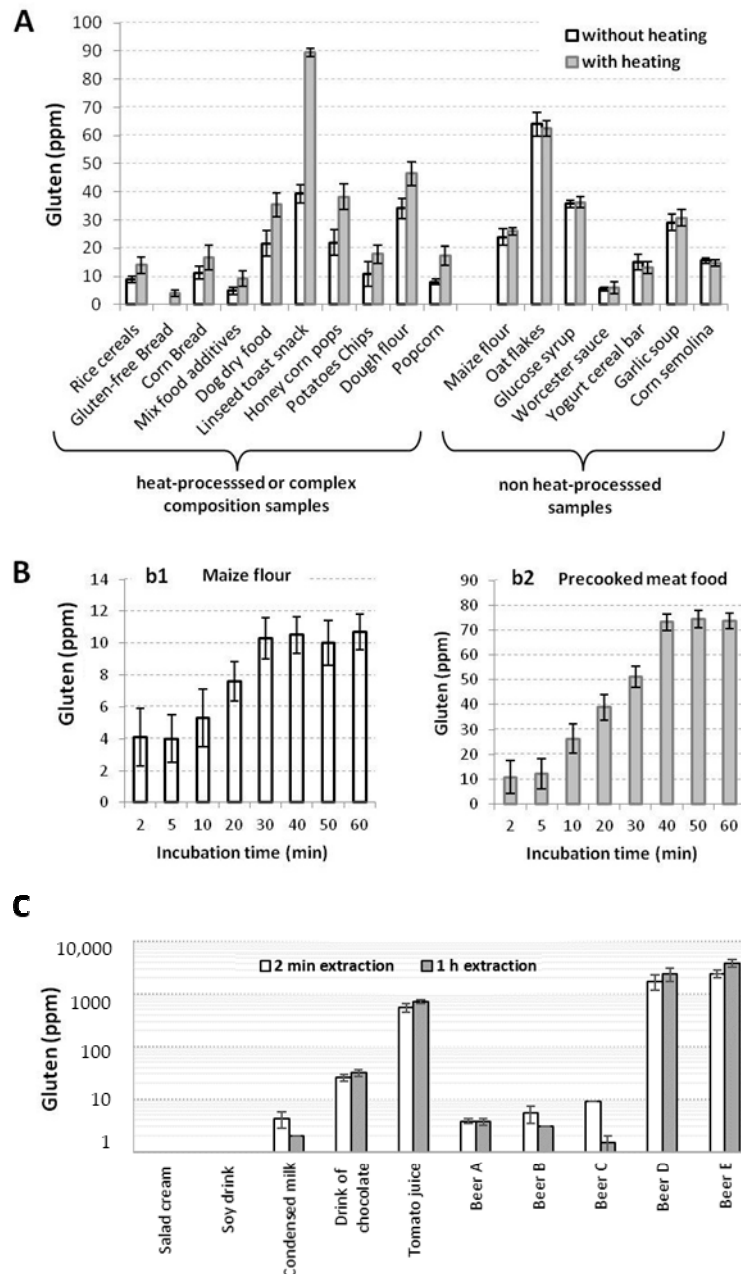 A
Gluten (ppm)
100
90
80
70
60
50
40
30
20
10
0
without heating
with heating
Rice cereals
Gluten-free Bread
Corn Bread
Mix food additives
Dog dry food
Linseed toast snack
Honey corn pops
Potatoes Chips
Dough flour
Popcorn
Maize flour
Oat flakes
Glucose syrup
Worcester sauce
Yogurt cereal bar
Garlic soup
Corn semolina
heat-processsed or complex
composition samples
non heat-processsed
samples
B
b1 Maize flour
Gluten (ppm)
14
12
10
8
6
4
2
0
2 5 10 20 30 40 50 60
Incubation time (min)
b2 Precooked meat food
Gluten (ppm)
90
80
70
60
50
40
30
20
10
0
2 5 10 20 30 40 50 60
Incubation time (min)
C
Gluten (ppm)
10,000
1000
100
10
1
2 min extraction
1 h extraction
Salad cream
Soy drink
Condensed milk
Drink of
chocolate
Tomato juice
Beer A
Beer B
Beer C
Beer D
Beer E